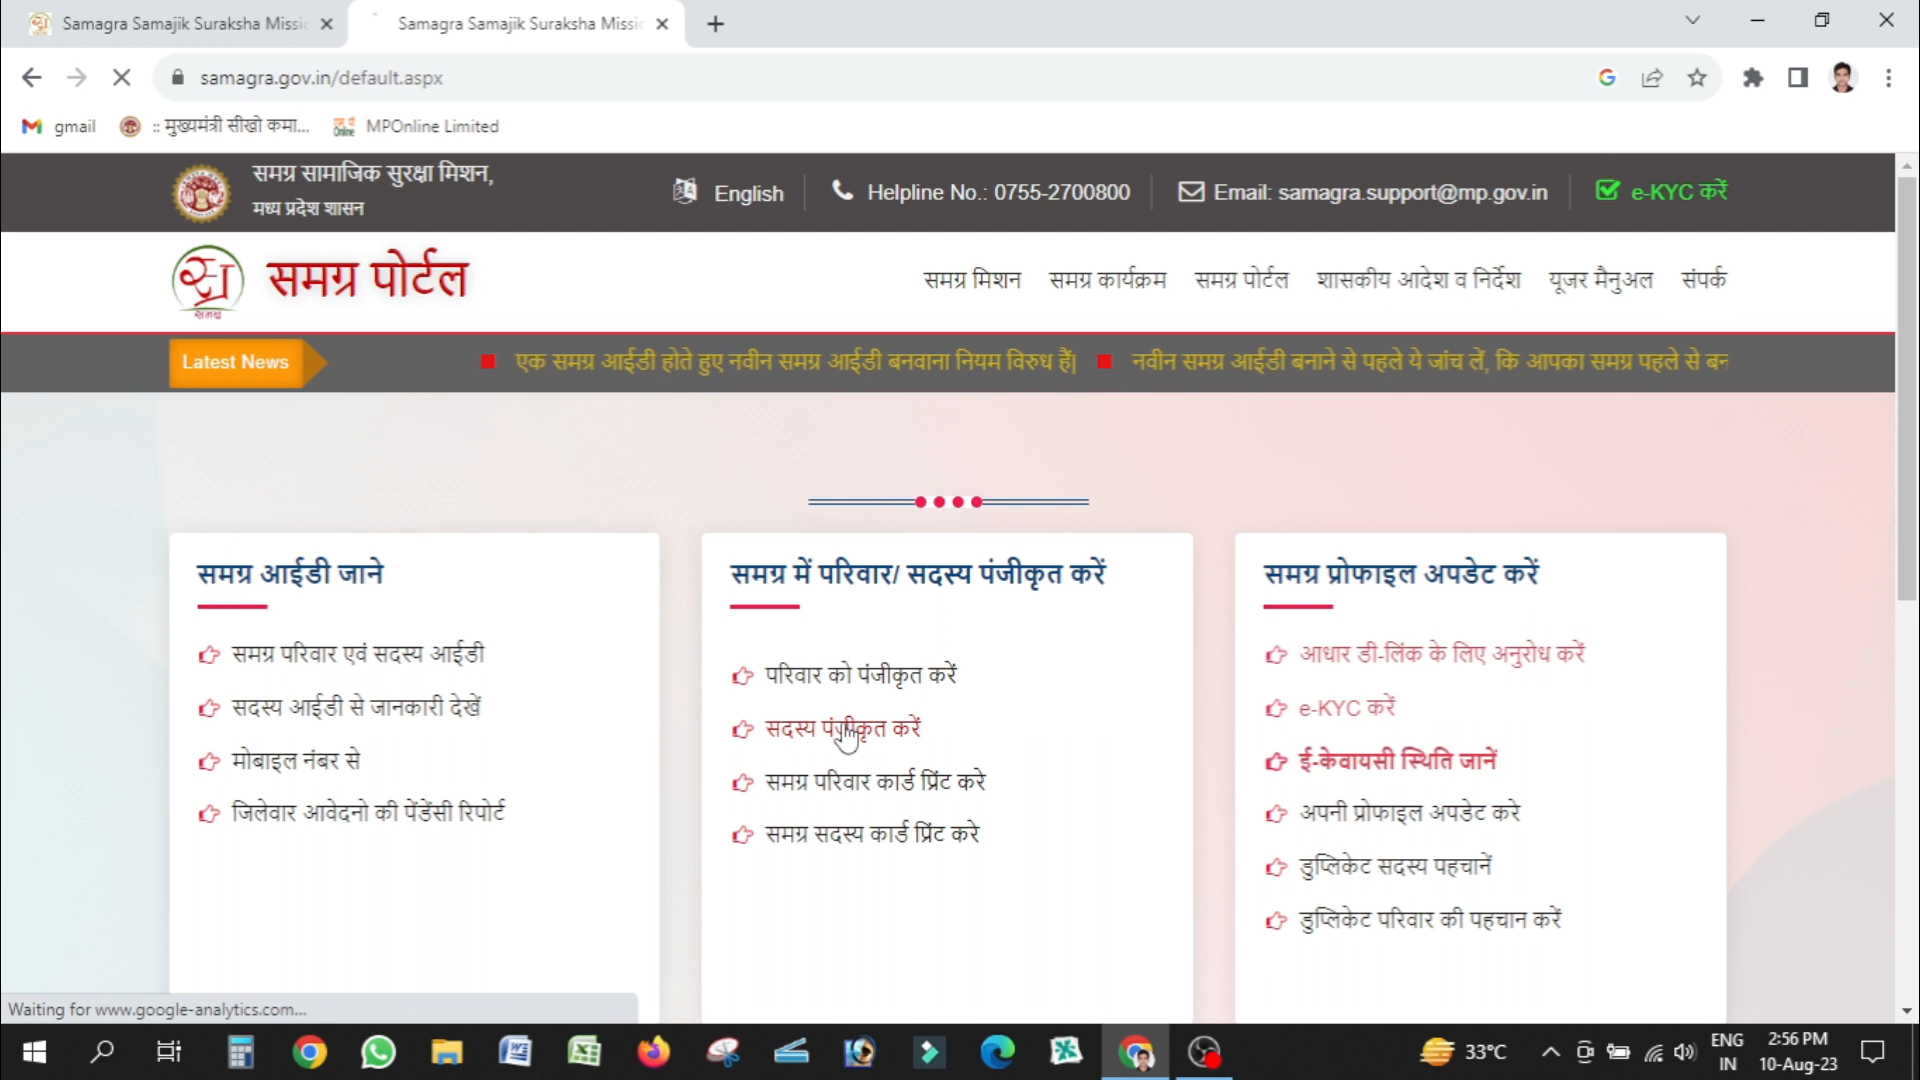 Samagra Samajik Suraksha Missic
Samagra Samajik Suraksha Missic
samagra.gov.in/default.aspx
gmail
:: मुख्यमंत्री सीखो कमा...
MPOnline Limited
समग्र सामाजिक सुरक्षा मिशन,
मध्य प्रदेश शासन
English
Helpline No.: 0755-2700800
Email: samagra.support@mp.gov.in
e-KYC करें
समग्र
समग्र पोर्टल
समग्र मिशन
समग्र कार्यक्रम
समग्र पोर्टल
शासकीय आदेश व निर्देश
यूजर मैनुअल
संपर्क
Latest News
एक समग्र आईडी होते हुए नवीन समग्र आईडी बनवाना नियम विरुध हैं|
नवीन समग्र आईडी बनाने से पहले ये जांच लें, कि आपका समग्र पहले से बन
समग्र आईडी जाने
समग्र परिवार एवं सदस्य आईडी
सदस्य आईडी से जानकारी देखें
मोबाइल नंबर से
जिलेवार आवेदनो की पेंडेंसी रिपोर्ट
समग्र में परिवार/ सदस्य पंजीकृत करें
परिवार को पंजीकृत करें
सदस्य पंजीकृत करें
समग्र परिवार कार्ड प्रिंट करे
समग्र सदस्य कार्ड प्रिंट करे
समग्र प्रोफाइल अपडेट करें
आधार डी-लिंक के लिए अनुरोध करें
e-KYC करें
ई-केवायसी स्थिति जानें
अपनी प्रोफाइल अपडेट करे
डुप्लिकेट सदस्य पहचानें
डुप्लिकेट परिवार की पहचान करें
Waiting for www.google-analytics.com...
33°C
ENG
IN
2:56 PM
10-Aug-23